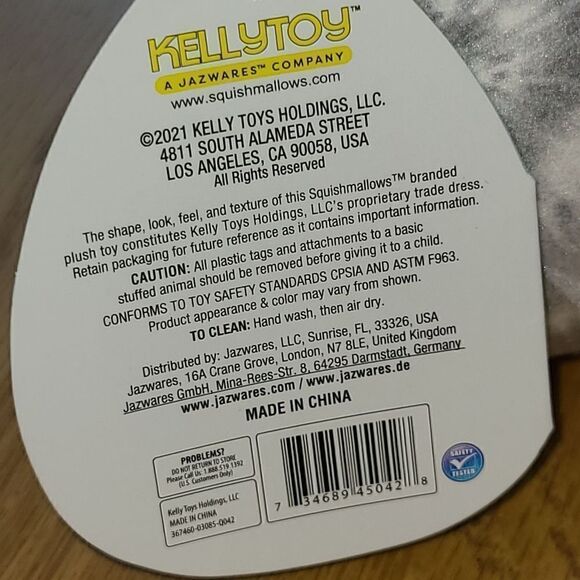 KELLYTOY™
A JAZWARES™ COMPANY
www.squishmallows.com
©2021 KELLY TOYS HOLDINGS, LLC.
4811 SOUTH ALAMEDA STREET
LOS ANGELES, CA 90058, USA
All Rights Reserved
The shape, look, feel, and texture of this Squishmallows™ branded
plush toy constitutes Kelly Toys Holdings, LLC's proprietary trade dress.
Retain packaging for future reference as it contains important information.
CAUTION: All plastic tags and attachments to a basic
stuffed animal should be removed before giving it to a child.
CONFORMS TO TOY SAFETY STANDARDS CPSIA AND ASTM F963.
Product appearance & color may vary from shown.
TO CLEAN: Hand wash, then air dry.
Distributed by: Jazwares, LLC, Sunrise, FL, 33326, USA
Jazwares, 16A Crane Grove, London, N7 8LE, United Kingdom
Jazwares GmbH, Mina-Rees-Str. 8, 64295 Darmstadt, Germany
www.jazwares.com / www.jazwares.de
MADE IN CHINA
PROBLEMS?
DO NOT RETURN TO STORE
Please Call Us: 1.888.519.1392
(U.S. Customers Only)
Kelly Toys Holdings, LLC
MADE IN CHINA
367460-03085-Q042
7 34689 45042 8
SAFETY
TESTED